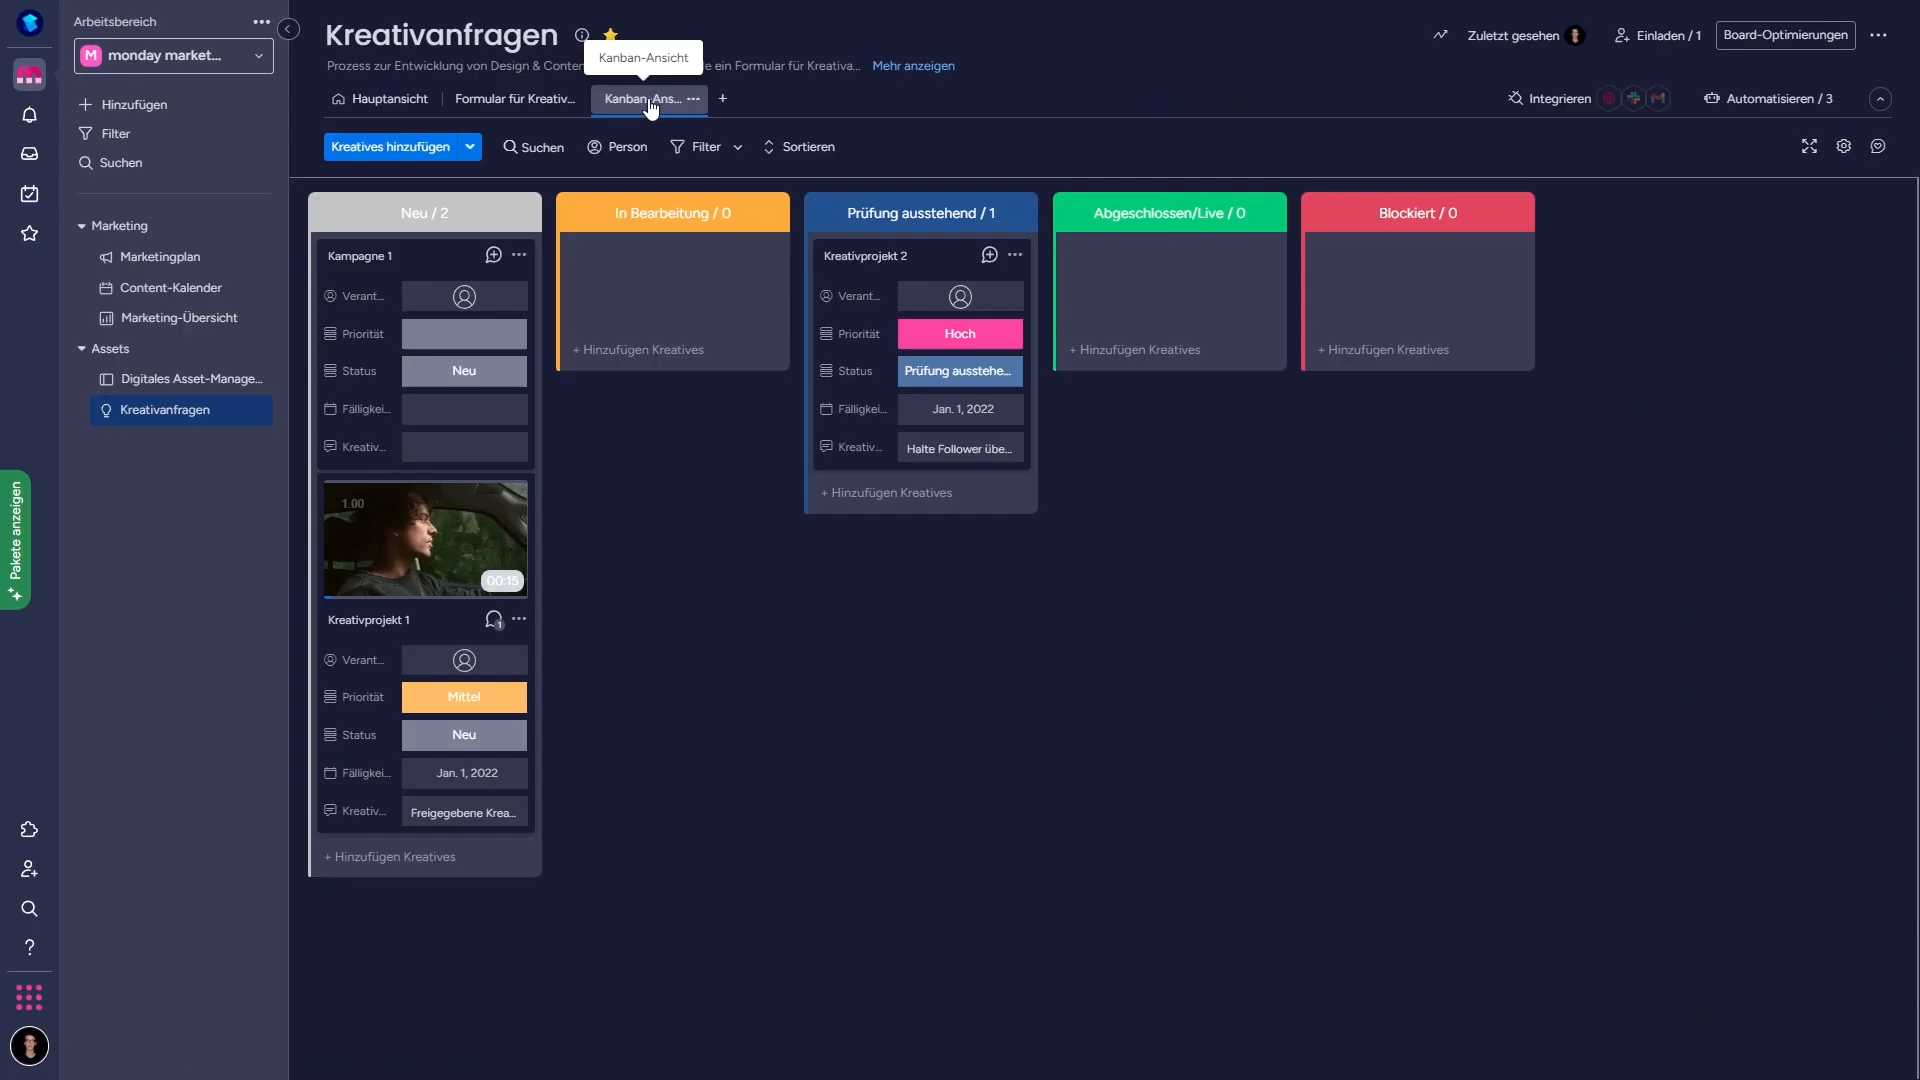 Arbeitsbereich
M monday market...
Hinzufügen
Filter
Suchen
Marketing
Marketingplan
Content-Kalender
Marketing-Übersicht
Assets
Digitales Asset-Manage...
Kreativanfragen
Pakete anzeigen
Kreativanfragen
Kanban-Ansicht
Prozess zur Entwicklung von Design & Conten
e ein Formular für Kreativa...
Mehr anzeigen
Zuletzt gesehen
Einladen / 1
Board-Optimierungen
Hauptansicht
Formular für Kreativ...
Kanban-Ans...
Integrieren
Automatisieren / 3
Kreatives hinzufügen
Suchen
Person
Filter
Sortieren
Neu / 2
Kampagne 1
Verant...
Priorität
Status
Neu
Fälligkei...
Kreativ...
1.00
00:15
Kreativprojekt 1
1
Verant...
Priorität
Mittel
Status
Neu
Fälligkei...
Jan. 1, 2022
Kreativ...
Freigegebene Krea...
+ Hinzufügen Kreatives
In Bearbeitung / 0
+ Hinzufügen Kreatives
Prüfung ausstehend / 1
Kreativprojekt 2
Verant...
Priorität
Hoch
Status
Prüfung ausstehe...
Fälligkei...
Jan. 1, 2022
Kreativ...
Halte Follower übe...
+ Hinzufügen Kreatives
Abgeschlossen/Live / 0
+ Hinzufügen Kreatives
Blockiert / 0
+ Hinzufügen Kreatives